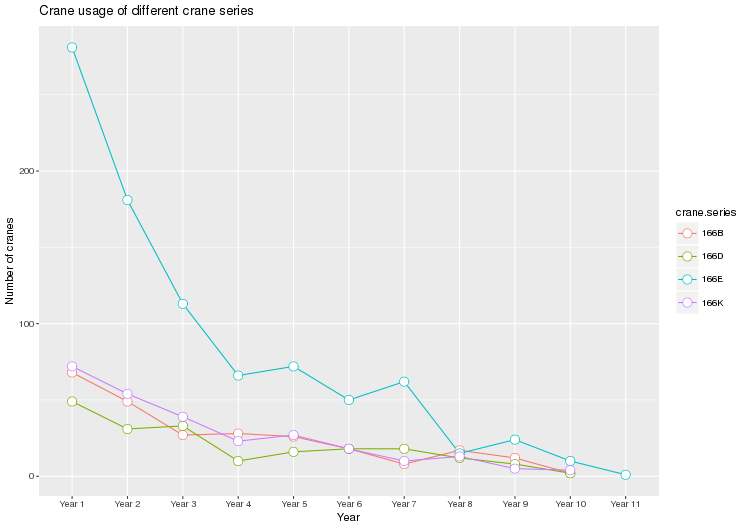 Crane usage of different crane series
Number of cranes
200
100
0
Year 1 Year 2 Year 3 Year 4 Year 5 Year 6 Year 7 Year 8 Year 9 Year 10 Year 11
Year
crane.series
166B
166D
166E
166K